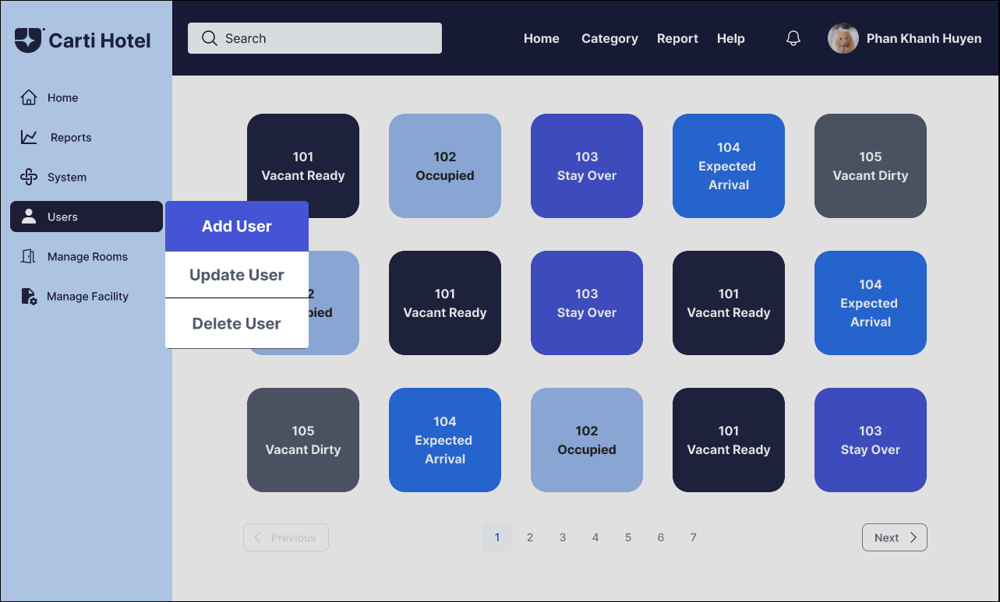 Carti Hotel
Search
Home
Category
Report
Help
Phan Khanh Huyen
Home
Reports
System
Users
Manage Rooms
Manage Facility
Add User
Update User
Delete User
101
Vacant Ready
102
Occupied
103
Stay Over
104
Expected
Arrival
105
Vacant Dirty
2
pied
101
Vacant Ready
103
Stay Over
101
Vacant Ready
104
Expected
Arrival
105
Vacant Dirty
104
Expected
Arrival
102
Occupied
101
Vacant Ready
103
Stay Over
Previous
1
2
3
4
5
6
7
Next